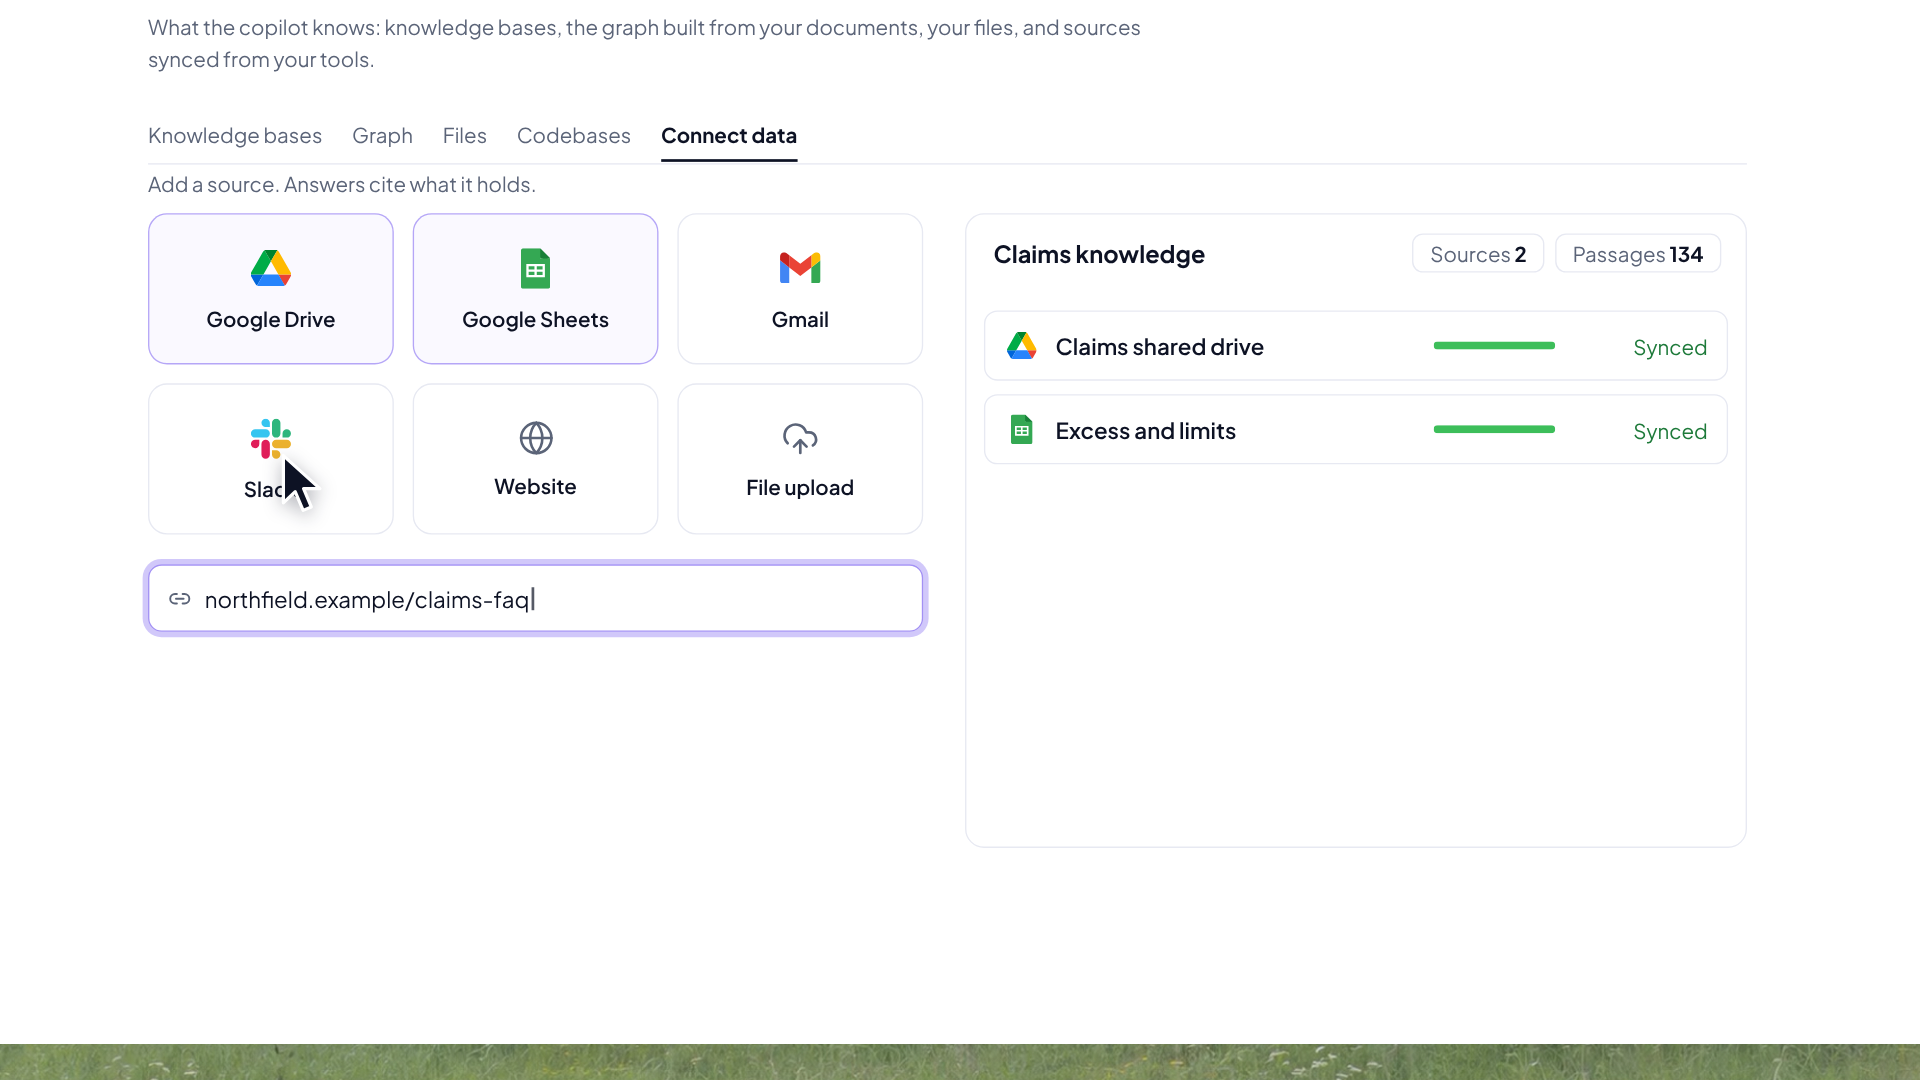 What the copilot knows: knowledge bases, the graph built from your documents, your files, and sources
synced from your tools.
Knowledge bases Graph Files Codebases Connect data
Add a source. Answers cite what it holds.
Google Drive Google Sheets Gmail
Website File upload
northfield.example/claims-faq
Claims knowledge Sources 2 Passages 134
Claims shared drive Synced
Excess and limits Synced